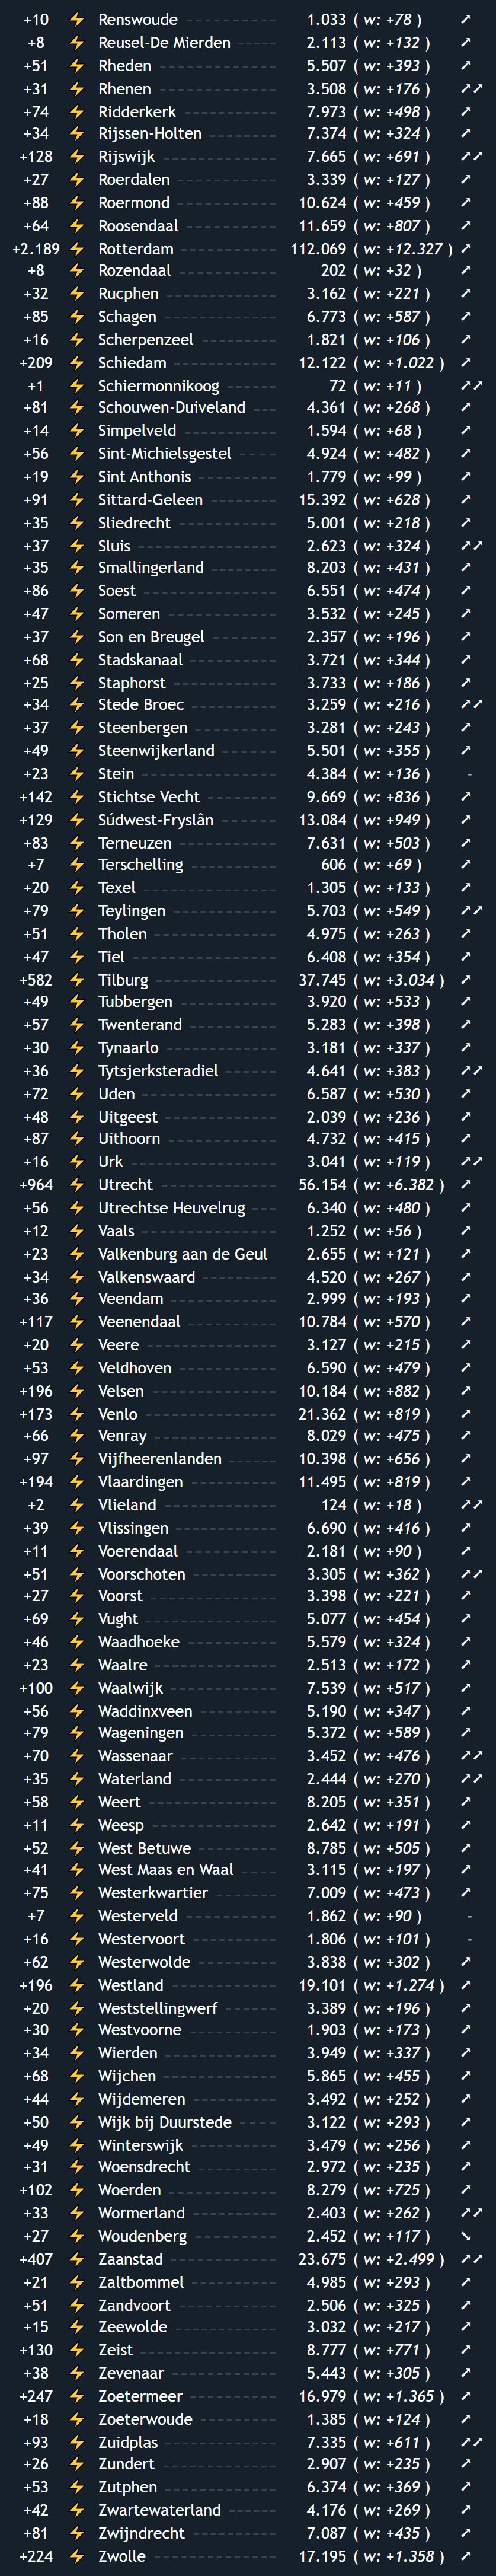 +10 ⚡ Renswoude 1.033 ( w: +78 ) ➚
+8 ⚡ Reusel-De Mierden 2.113 ( w: +132 ) ➚
+51 ⚡ Rheden 5.507 ( w: +393 ) ➚
+31 ⚡ Rhenen 3.508 ( w: +176 ) ➚➚
+74 ⚡ Ridderkerk 7.973 ( w: +498 ) ➚
+34 ⚡ Rijssen-Holten 7.374 ( w: +324 ) ➚
+128 ⚡ Rijswijk 7.665 ( w: +691 ) ➚➚
+27 ⚡ Roerdalen 3.339 ( w: +127 ) ➚
+88 ⚡ Roermond 10.624 ( w: +459 ) ➚
+64 ⚡ Roosendaal 11.659 ( w: +807 ) ➚
+2.189 ⚡ Rotterdam 112.069 ( w: +12.327 ) ➚
+8 ⚡ Rozendaal 202 ( w: +32 ) ➚
+32 ⚡ Rucphen 3.162 ( w: +221 ) ➚
+85 ⚡ Schagen 6.773 ( w: +587 ) ➚
+16 ⚡ Scherpenzeel 1.821 ( w: +106 ) ➚
+209 ⚡ Schiedam 12.122 ( w: +1.022 ) ➚
+1 ⚡ Schiermonnikoog 72 ( w: +11 ) ➚➚
+81 ⚡ Schouwen-Duiveland 4.361 ( w: +268 ) ➚
+14 ⚡ Simpelveld 1.594 ( w: +68 ) ➚
+56 ⚡ Sint-Michielsgestel 4.924 ( w: +482 ) ➚
+19 ⚡ Sint Anthonis 1.779 ( w: +99 ) ➚
+91 ⚡ Sittard-Geleen 15.392 ( w: +628 ) ➚
+35 ⚡ Sliedrecht 5.001 ( w: +218 ) ➚
+37 ⚡ Sluis 2.623 ( w: +324 ) ➚➚
+35 ⚡ Smallingerland 8.203 ( w: +431 ) ➚
+86 ⚡ Soest 6.551 ( w: +474 ) ➚
+47 ⚡ Someren 3.532 ( w: +245 ) ➚
+37 ⚡ Son en Breugel 2.357 ( w: +196 ) ➚
+68 ⚡ Stadskanaal 3.721 ( w: +344 ) ➚
+25 ⚡ Staphorst 3.733 ( w: +186 ) ➚
+34 ⚡ Stede Broec 3.259 ( w: +216 ) ➚➚
+37 ⚡ Steenbergen 3.281 ( w: +243 ) ➚
+49 ⚡ Steenwijkerland 5.501 ( w: +355 ) ➚
+23 ⚡ Stein 4.384 ( w: +136 ) -
+142 ⚡ Stichtse Vecht 9.669 ( w: +836 ) ➚
+129 ⚡ Súdwest-Fryslân 13.084 ( w: +949 ) ➚
+83 ⚡ Terneuzen 7.631 ( w: +503 ) ➚
+7 ⚡ Terschelling 606 ( w: +69 ) ➚
+20 ⚡ Texel 1.305 ( w: +133 ) ➚
+79 ⚡ Teylingen 5.703 ( w: +549 ) ➚➚
+51 ⚡ Tholen 4.975 ( w: +263 ) ➚
+47 ⚡ Tiel 6.408 ( w: +354 ) ➚
+582 ⚡ Tilburg 37.745 ( w: +3.034 ) ➚
+49 ⚡ Tubbergen 3.920 ( w: +533 ) ➚
+57 ⚡ Twenterand 5.283 ( w: +398 ) ➚
+30 ⚡ Tynaarlo 3.181 ( w: +337 ) ➚
+36 ⚡ Tytsjerksteradiel 4.641 ( w: +383 ) ➚➚
+72 ⚡ Uden 6.587 ( w: +530 ) ➚
+48 ⚡ Uitgeest 2.039 ( w: +236 ) ➚
+87 ⚡ Uithoorn 4.732 ( w: +415 ) ➚
+16 ⚡ Urk 3.041 ( w: +119 ) ➚➚
+964 ⚡ Utrecht 56.154 ( w: +6.382 ) ➚
+56 ⚡ Utrechtse Heuvelrug 6.340 ( w: +480 ) ➚
+12 ⚡ Vaals 1.252 ( w: +56 ) ➚
+23 ⚡ Valkenburg aan de Geul 2.655 ( w: +121 ) ➚
+34 ⚡ Valkenswaard 4.520 ( w: +267 ) ➚
+36 ⚡ Veendam 2.999 ( w: +193 ) ➚
+117 ⚡ Veenendaal 10.784 ( w: +570 ) ➚
+20 ⚡ Veere 3.127 ( w: +215 ) ➚
+53 ⚡ Veldhoven 6.590 ( w: +479 ) ➚
+196 ⚡ Velsen 10.184 ( w: +882 ) ➚
+173 ⚡ Venlo 21.362 ( w: +819 ) ➚
+66 ⚡ Venray 8.029 ( w: +475 ) ➚
+97 ⚡ Vijfheerenlanden 10.398 ( w: +656 ) ➚
+194 ⚡ Vlaardingen 11.495 ( w: +819 ) ➚
+2 ⚡ Vlieland 124 ( w: +18 ) ➚➚
+39 ⚡ Vlissingen 6.690 ( w: +416 ) ➚
+11 ⚡ Voerendaal 2.181 ( w: +90 ) ➚
+51 ⚡ Voorschoten 3.305 ( w: +362 ) ➚➚
+27 ⚡ Voorst 3.398 ( w: +221 ) ➚
+69 ⚡ Vught 5.077 ( w: +454 ) ➚
+46 ⚡ Waadhoeke 5.579 ( w: +324 ) ➚
+23 ⚡ Waalre 2.513 ( w: +172 ) ➚
+100 ⚡ Waalwijk 7.539 ( w: +517 ) ➚
+56 ⚡ Waddinxveen 5.190 ( w: +347 ) ➚
+79 ⚡ Wageningen 5.372 ( w: +589 ) ➚
+70 ⚡ Wassenaar 3.452 ( w: +476 ) ➚➚
+35 ⚡ Waterland 2.444 ( w: +270 ) ➚➚
+58 ⚡ Weert 8.205 ( w: +351 ) ➚
+11 ⚡ Weesp 2.642 ( w: +191 ) ➚
+52 ⚡ West Betuwe 8.785 ( w: +505 ) ➚
+41 ⚡ West Maas en Waal 3.115 ( w: +197 ) ➚
+75 ⚡ Westerkwartier 7.009 ( w: +473 ) ➚
+7 ⚡ Westerveld 1.862 ( w: +90 ) -
+16 ⚡ Westervoort 1.806 ( w: +101 ) -
+62 ⚡ Westerwolde 3.838 ( w: +302 ) ➚
+196 ⚡ Westland 19.101 ( w: +1.274 ) ➚
+20 ⚡ Weststellingwerf 3.389 ( w: +196 ) ➚
+30 ⚡ Westvoorne 1.903 ( w: +173 ) ➚
+34 ⚡ Wierden 3.949 ( w: +337 ) ➚
+68 ⚡ Wijchen 5.865 ( w: +455 ) ➚
+44 ⚡ Wijdemeren 3.492 ( w: +252 ) ➚
+50 ⚡ Wijk bij Duurstede 3.122 ( w: +293 ) ➚
+49 ⚡ Winterswijk 3.479 ( w: +256 ) ➚
+31 ⚡ Woensdrecht 2.972 ( w: +235 ) ➚
+102 ⚡ Woerden 8.279 ( w: +725 ) ➚
+33 ⚡ Wormerland 2.403 ( w: +262 ) ➚➚
+27 ⚡ Woudenberg 2.452 ( w: +117 ) ➘
+407 ⚡ Zaanstad 23.675 ( w: +2.499 ) ➚➚
+21 ⚡ Zaltbommel 4.985 ( w: +293 ) ➚
+51 ⚡ Zandvoort 2.506 ( w: +325 ) ➚
+15 ⚡ Zeewolde 3.032 ( w: +217 ) ➚
+130 ⚡ Zeist 8.777 ( w: +771 ) ➚
+38 ⚡ Zevenaar 5.443 ( w: +305 ) ➚
+247 ⚡ Zoetermeer 16.979 ( w: +1.365 ) ➚
+18 ⚡ Zoeterwoude 1.385 ( w: +124 ) ➚
+93 ⚡ Zuidplas 7.335 ( w: +611 ) ➚➚
+26 ⚡ Zundert 2.907 ( w: +235 ) ➚
+53 ⚡ Zutphen 6.374 ( w: +369 ) ➚
+42 ⚡ Zwartewaterland 4.176 ( w: +269 ) ➚
+81 ⚡ Zwijndrecht 7.087 ( w: +435 ) ➚
+224 ⚡ Zwolle 17.195 ( w: +1.358 ) ➚